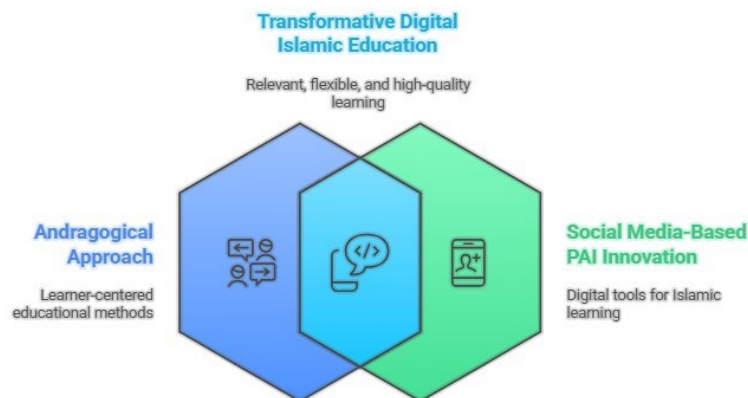 Transformative Digital
Islamic Education
Relevant, flexible, and high-quality
learning
Andragogical
Approach
Learner-centered
educational methods
</>
Social Media-Based
PAI Innovation
Digital tools for Islamic
learning